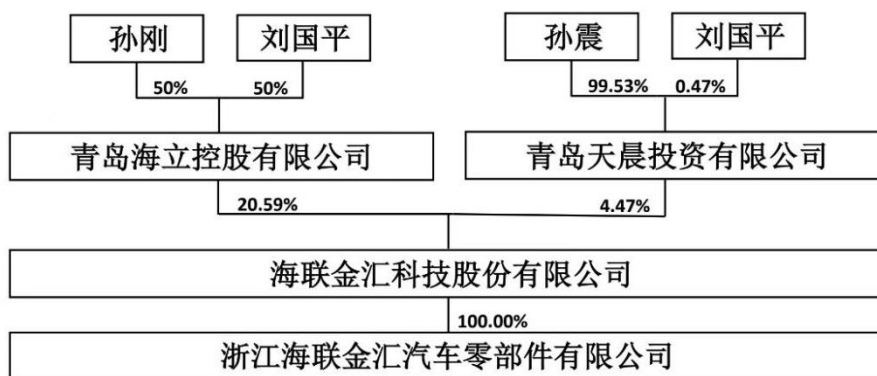 孙刚
刘国平
孙震
刘国平
50%
50%
99.53%
0.47%
青岛海立控股有限公司
青岛天晨投资有限公司
20.59%
4.47%
海联金汇科技股份有限公司
100.00%
浙江海联金汇汽车零部件有限公司